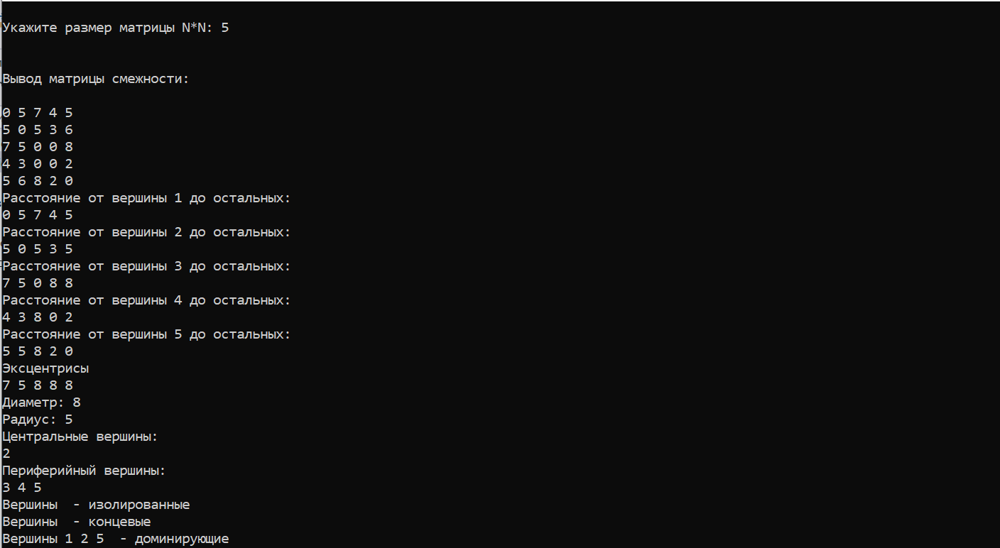 Укажите размер матрицы N*N: 5
Вывод матрицы смежности:
0 5 7 4 5
5 0 5 3 6
7 5 0 0 8
4 3 0 0 2
5 6 8 2 0
Расстояние от вершины 1 до остальных:
0 5 7 4 5
Расстояние от вершины 2 до остальных:
5 0 5 3 5
Расстояние от вершины 3 до остальных:
7 5 0 8 8
Расстояние от вершины 4 до остальных:
4 3 8 0 2
Расстояние от вершины 5 до остальных:
5 5 8 2 0
Эксцентрисы
7 5 8 8 8
Диаметр: 8
Радиус: 5
Центральные вершины:
2
Периферийный вершины:
3 4 5
Вершины  - изолированные
Вершины  - концевые
Вершины 1 2 5  - доминирующие